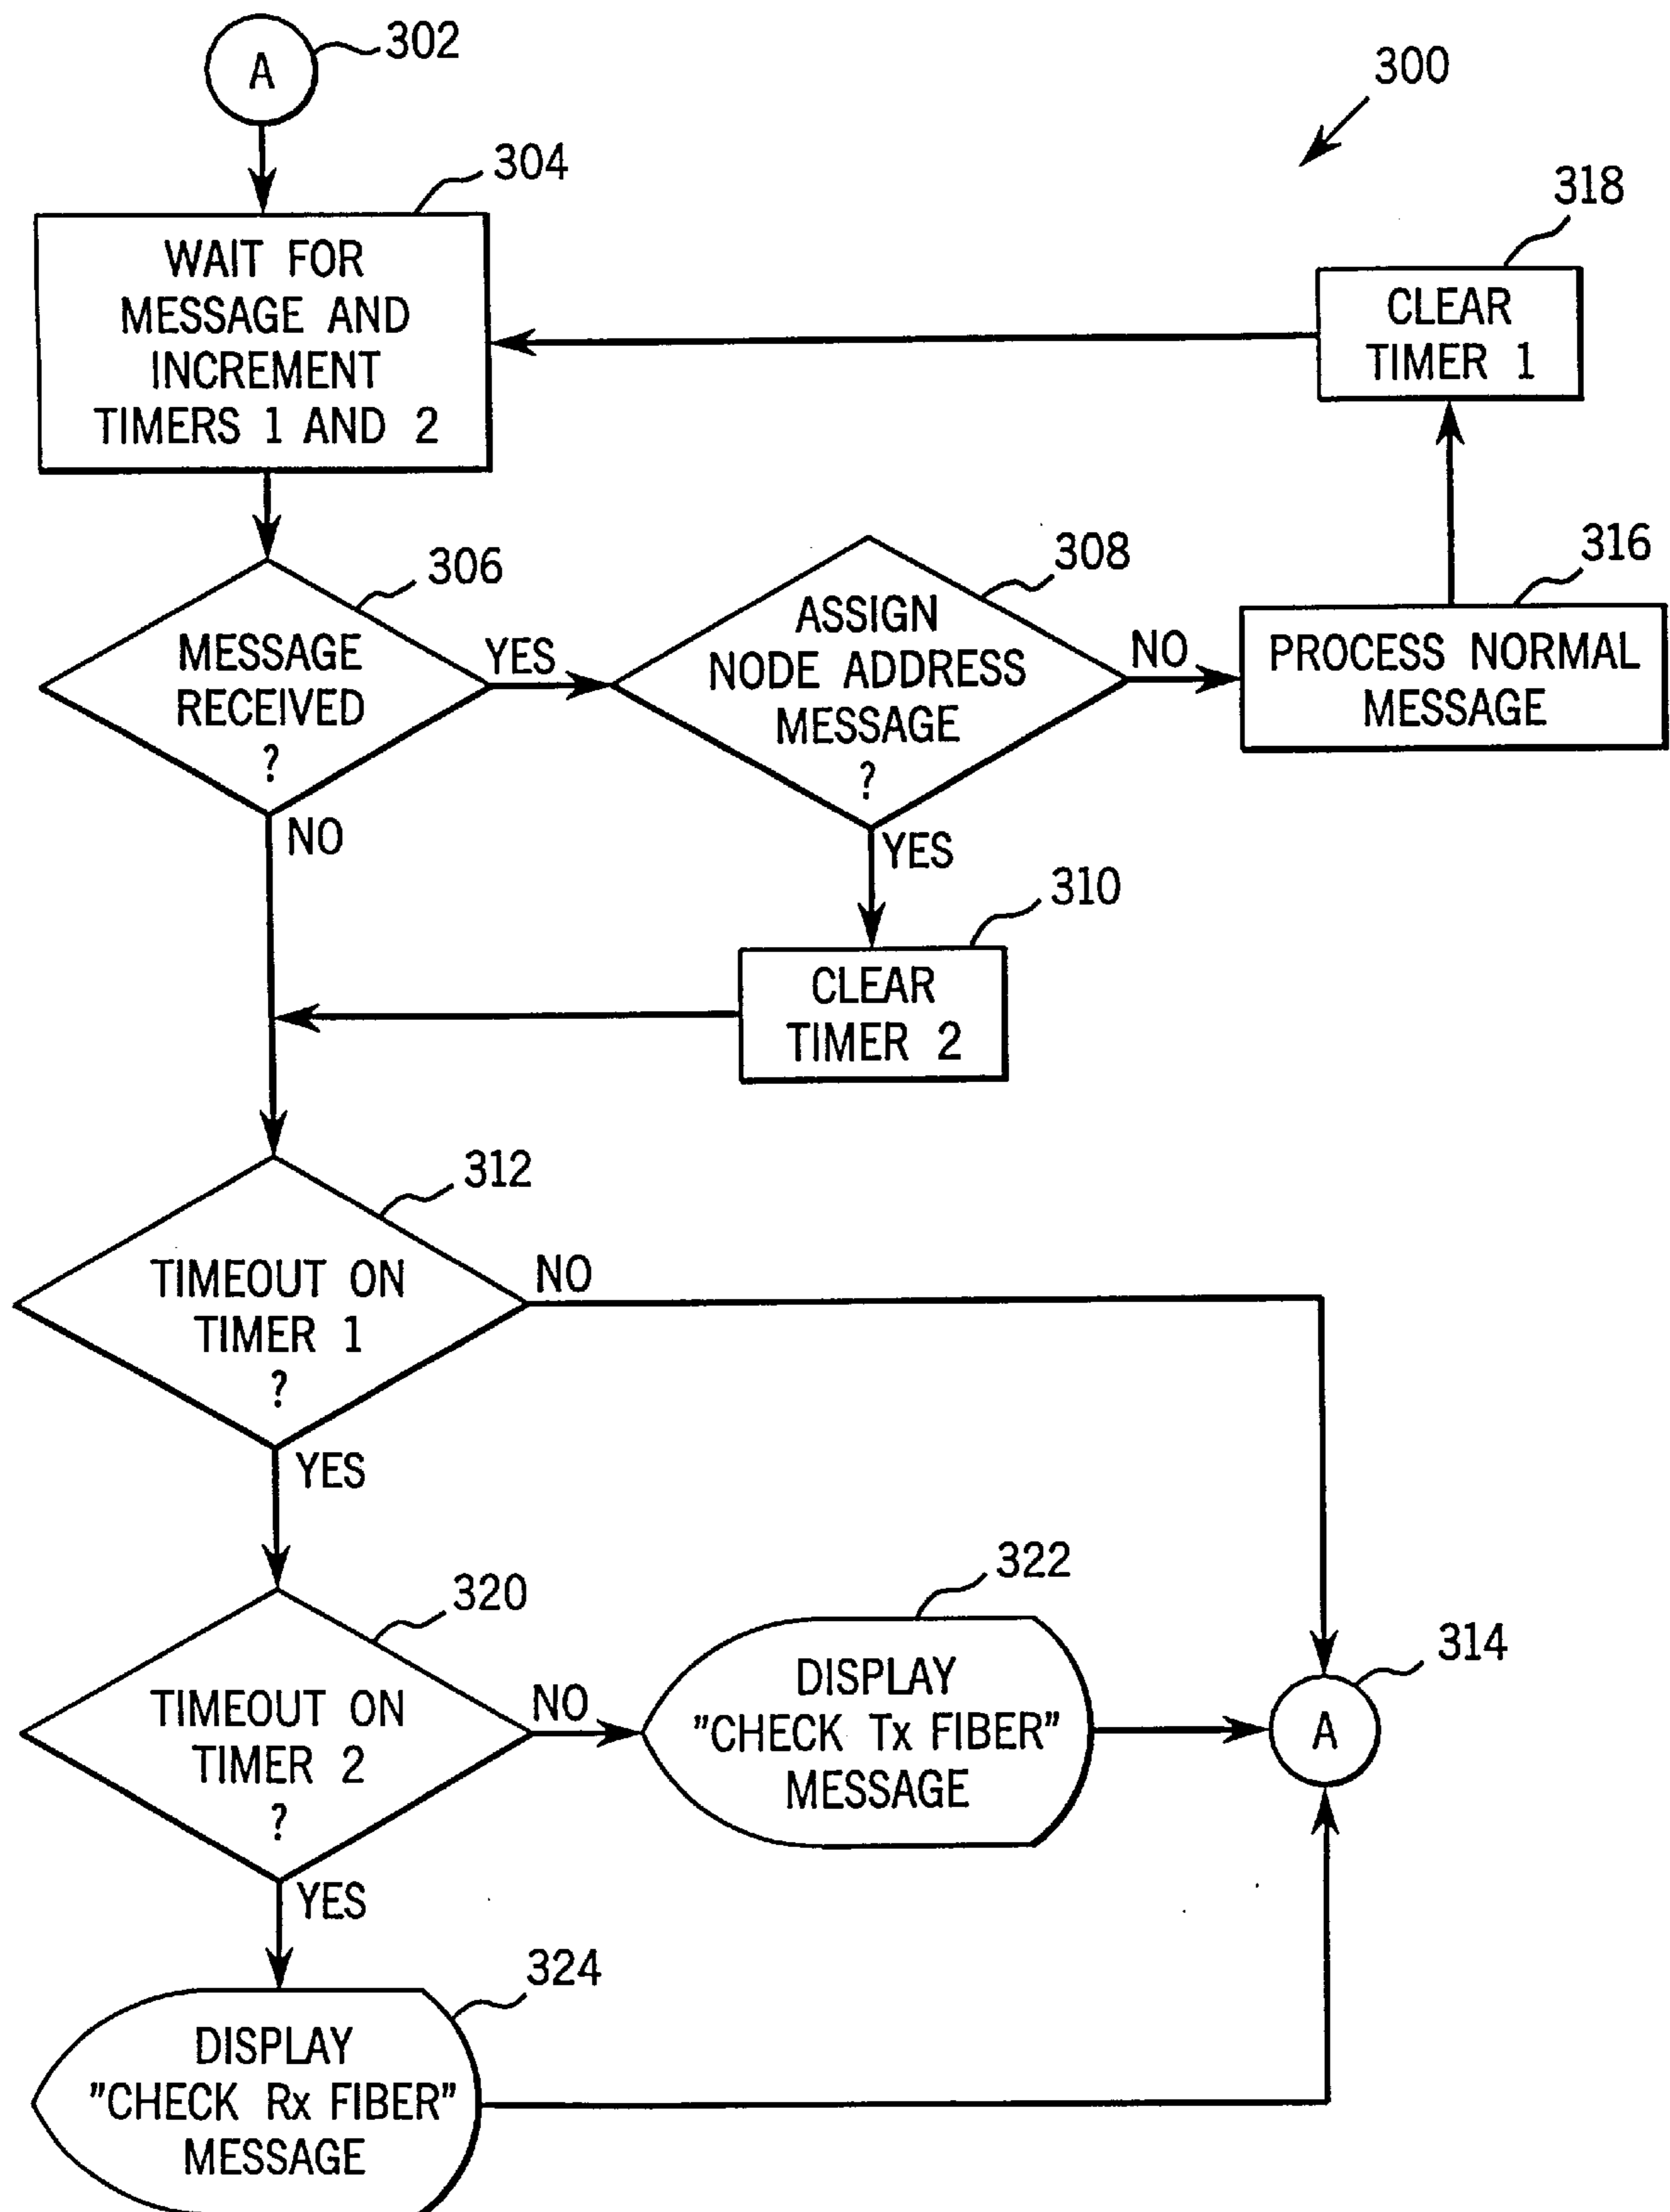 A
302
300
304
WAIT FOR
MESSAGE AND
INCREMENT
TIMERS 1 AND 2
318
CLEAR
TIMER 1
306
MESSAGE
RECEIVED
?
YES
NO
308
ASSIGN
NODE ADDRESS
MESSAGE
?
NO
YES
316
PROCESS NORMAL
MESSAGE
310
CLEAR
TIMER 2
312
TIMEOUT ON
TIMER 1
?
NO
YES
320
TIMEOUT ON
TIMER 2
?
NO
YES
322
DISPLAY
"CHECK Tx FIBER"
MESSAGE
314
A
324
DISPLAY
"CHECK Rx FIBER"
MESSAGE